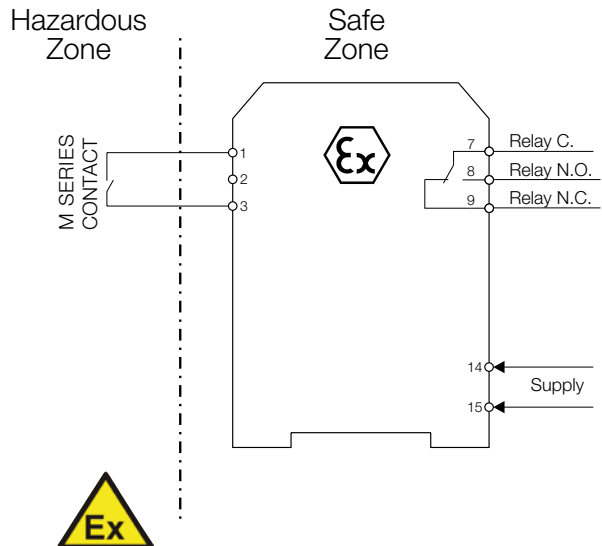 Hazardous
Zone
Safe
Zone
M SERIES
CONTACT
1
2
3
Ex
7
Relay C.
8
Relay N.O.
9
Relay N.C.
14
Supply
15
Ex